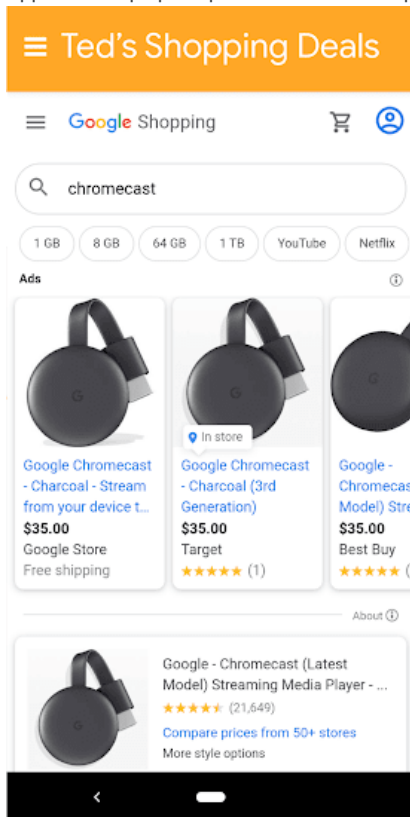 Ted's Shopping Deals
Google Shopping
chromecast
1 GB 8 GB 64 GB 1 TB YouTube Netflix
Ads
G G G
In store
Google Chromecast
- Charcoal - Stream
from your device t...
$35.00
Google Store
Free shipping
Google Chromecast
- Charcoal (3rd
Generation)
$35.00
Target
(1)
Google -
Chromecas
Model) Stre
$35.00
Best Buy
(
About
G
Google - Chromecast (Latest
Model) Streaming Media Player - ...
(21,649)
Compare prices from 50+ stores
More style options